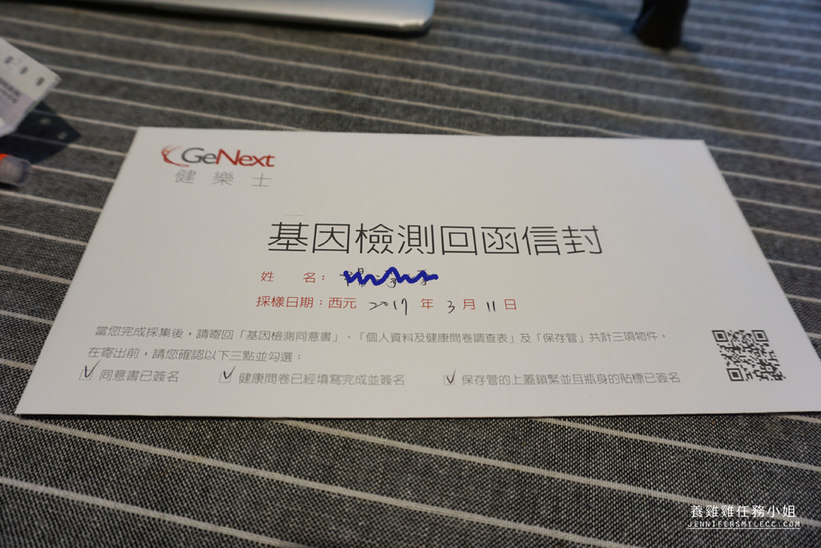 GeNext
健樂士
基因檢測回函信封
姓 名：
採樣日期：西元 2017 年 3 月 11 日
當您完成採集後，請寄回「基因檢測同意書」、「個人資料及健康問卷調查表」及「保存管」共計三項物件。
在寄出前，請您確認以下三點並勾選：
同意書已簽名 健康問卷已經填寫完成並簽名 保存管的上蓋鎖緊並且瓶身的貼標已簽名
養雞雞任務小姐
JENNIFERSMILECC.COM